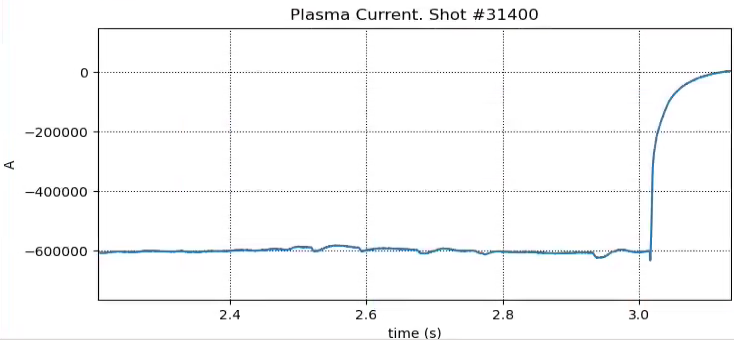 Plasma Current. Shot #31400
0
−200000
−400000
−600000
A
2.4 2.6 2.8 3.0
time (s)